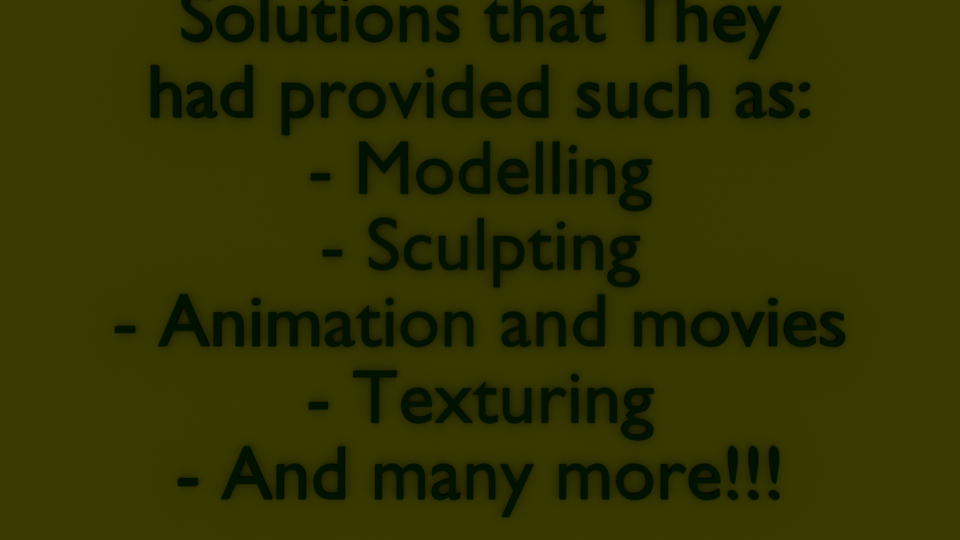 Solutions that They
had provided such as:
- Modelling
- Sculpting
- Animation and movies
- Texturing
- And many more!!!